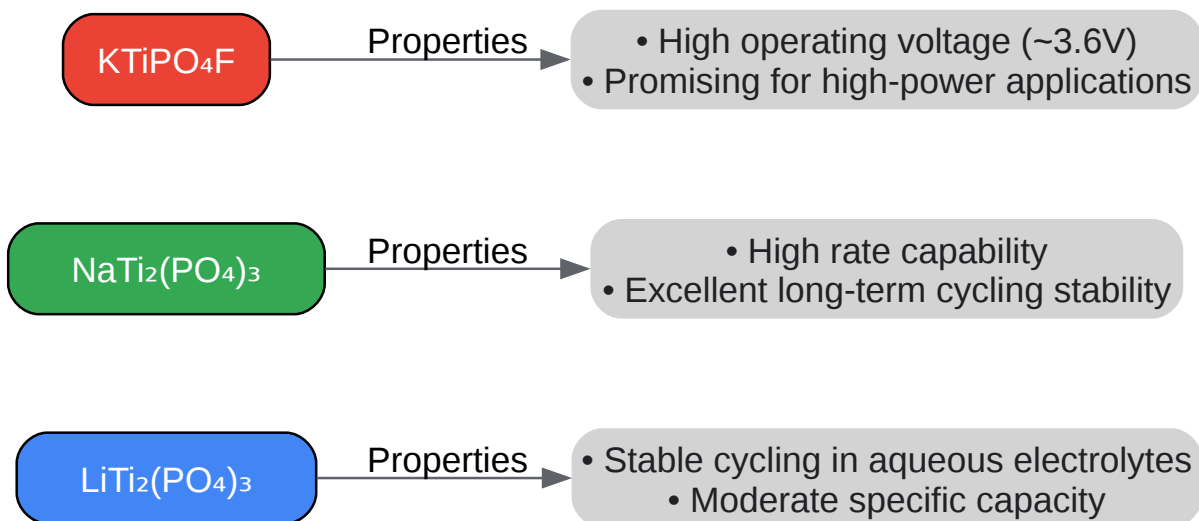 KTiPO₄F
Properties
• High operating voltage (~3.6V)
• Promising for high-power applications
NaTi₂(PO₄)₃
Properties
• High rate capability
• Excellent long-term cycling stability
LiTi₂(PO₄)₃
Properties
• Stable cycling in aqueous electrolytes
• Moderate specific capacity